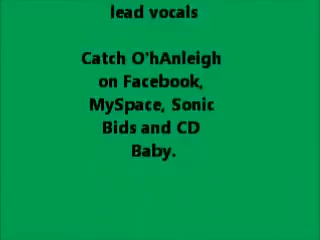 lead vocals
Catch O'hAnleigh
on Facebook,
MySpace, Sonic
Bids and CD
Baby.